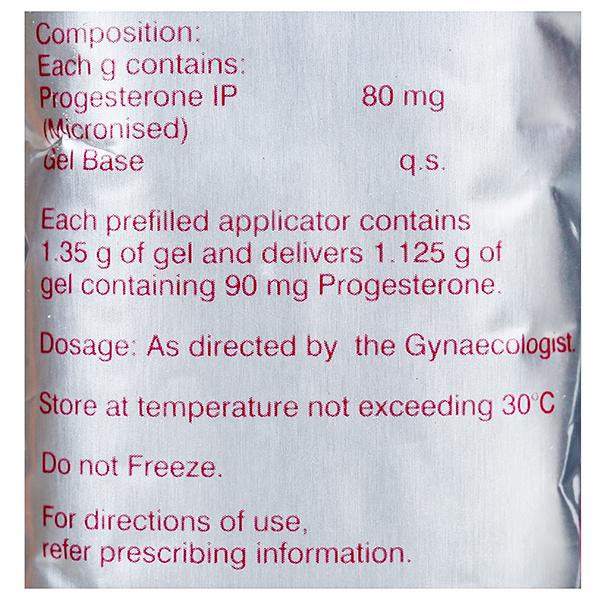 Composition:
Each g contains:
Progesterone IP 80 mg
(Micronised)
Gel Base q.s.
Each prefilled applicator contains
1.35 g of gel and delivers 1.125 g of
gel containing 90 mg Progesterone.
Dosage: As directed by the Gynaecologist.
Store at temperature not exceeding 30°C
Do not Freeze.
For directions of use,
refer prescribing information.